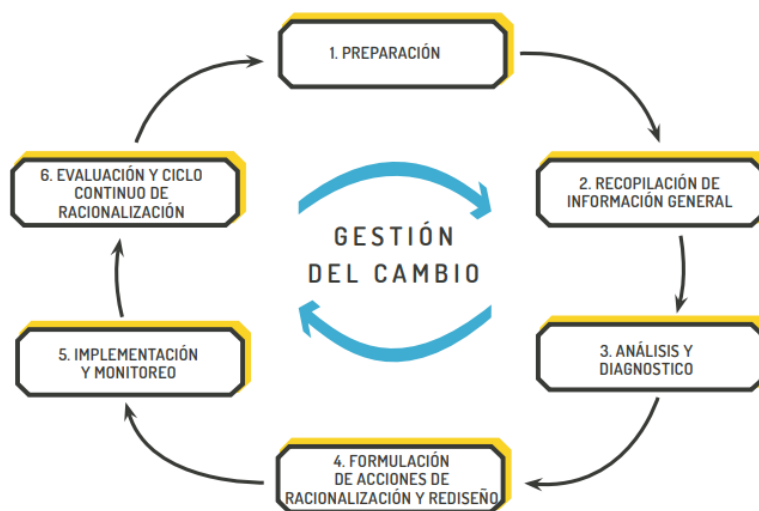 1. PREPARACIÓN
2. RECOPILACIÓN DE
INFORMACIÓN GENERAL
3. ANÁLISIS Y
DIAGNOSTICO
4. FORMULACIÓN
DE ACCIONES DE
RACIONALIZACIÓN Y REDISEÑO
5. IMPLEMENTACIÓN
Y MONITOREO
6. EVALUACIÓN Y CICLO
CONTINUO DE
RACIONALIZACIÓN
GESTIÓN
DEL CAMBIO